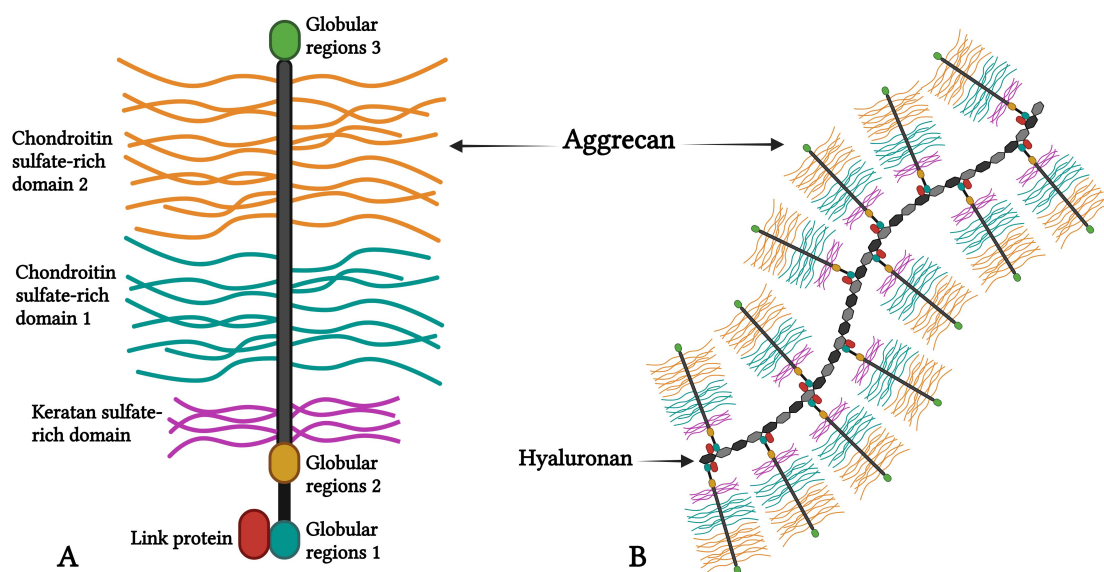 Globular
regions 3
Chondroitin
sulfate-rich
domain 2
Aggrecan
Chondroitin
sulfate-rich
domain 1
Keratan sulfate-
rich domain
Globular
regions 2
Hyaluronan
Link protein
Globular
regions 1
A
B